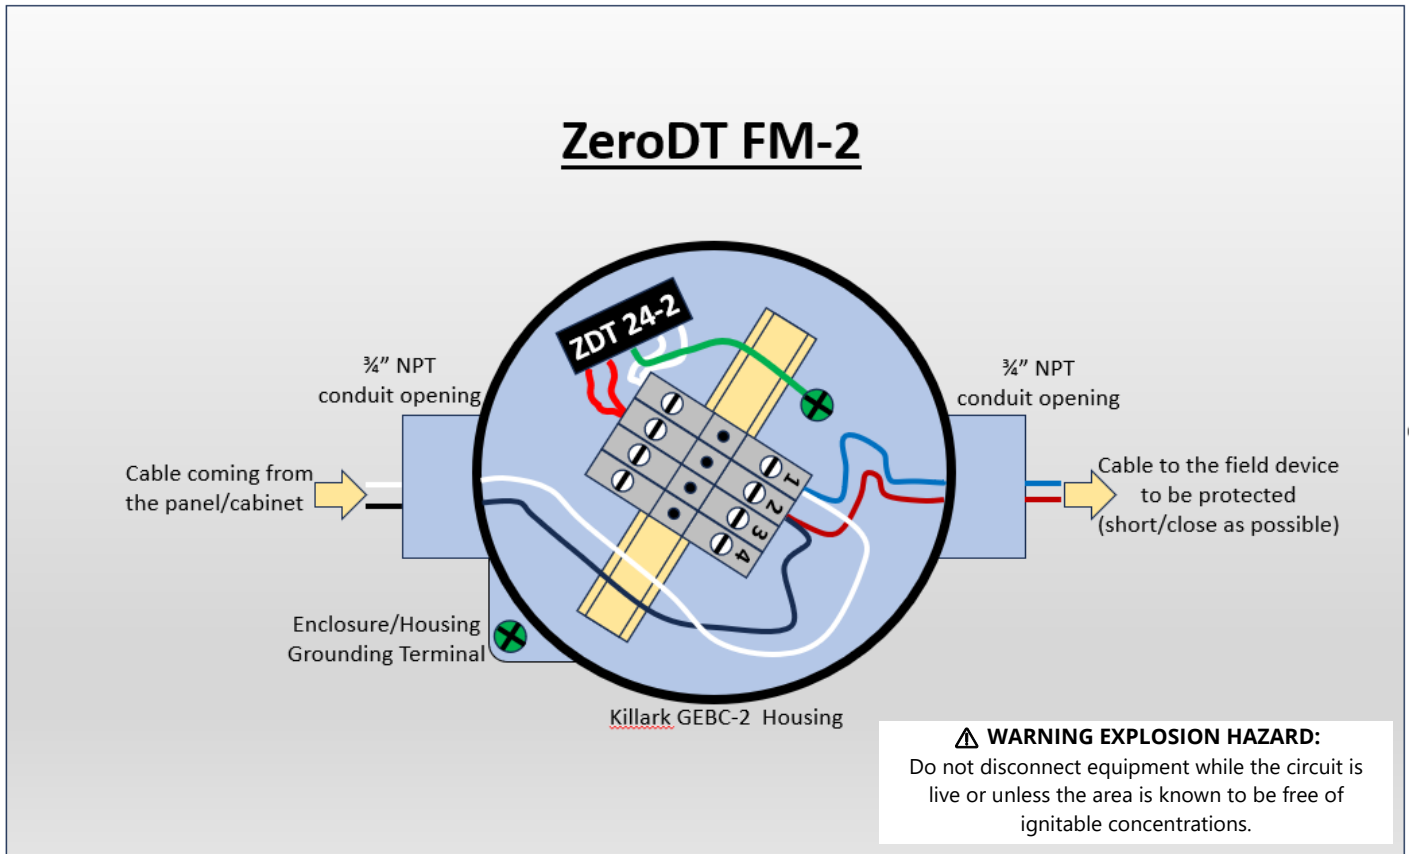 ZeroDT FM-2
ZDT 24-2
¾” NPT
conduit opening
¾” NPT
conduit opening
Cable coming from
the panel/cabinet
1
2
3
4
Cable to the field device
to be protected
(short/close as possible)
Enclosure/Housing
Grounding Terminal
Killark GEBC-2 Housing
⚠ WARNING EXPLOSION HAZARD:
Do not disconnect equipment while the circuit is
live or unless the area is known to be free of
ignitable concentrations.